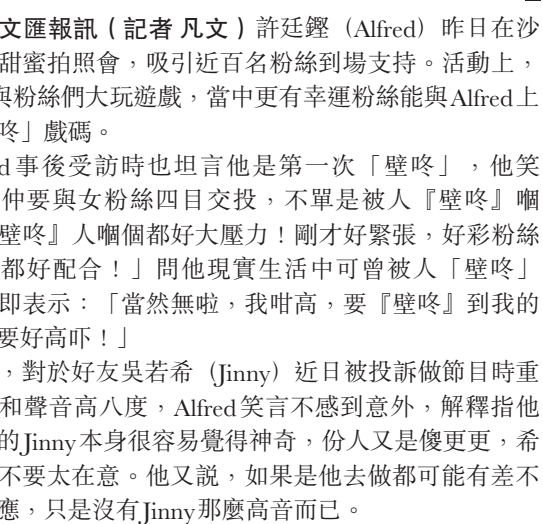 文匯報訊（記者 凡文）許廷鏗（Alfred）昨日在沙
甜蜜拍照會，吸引近百名粉絲到場支持。活動上，
與粉絲們大玩遊戲，當中更有幸運粉絲能與Alfred上
咚」戲碼。
d事後受訪時也坦言他是第一次「壁咚」，他笑
仲要與女粉絲四目交投，不單是被人『壁咚』嗰
壁咚』人嗰個都好大壓力！剛才好緊張，好彩粉絲
都好配合！」問他現實生活中可曾被人「壁咚」
即表示：「當然無啦，我咁高，要『壁咚』到我的
要好高吓！」
，對於好友吳若希（Jinny）近日被投訴做節目時重
和聲音高八度，Alfred笑言不感到意外，解釋指他
的Jinny本身很容易覺得神奇，份人又是傻更更，希
不要太在意。他又説，如果是他去做都可能有差不
應，只是沒有Jinny那麼高音而已。